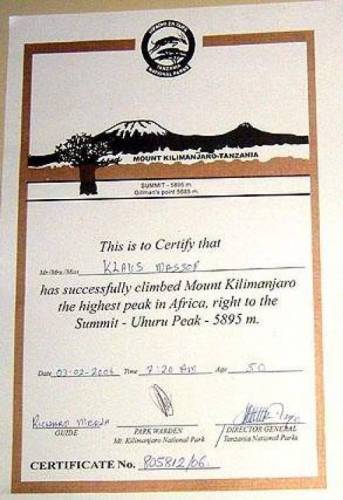 TANZANIA
NATIONAL PARKS
MOUNT KILIMANJARO-TANZANIA
SUMMIT - 5895 m.
Gillman's point 5685 m.
This is to Certify that
Mr/Mrs/Miss KLAUS
has successfully climbed Mount Kilimanjaro
the highest peak in Africa, right to the
Summit - Uhuru Peak - 5895 m.
Date 03-02-2006 Time 7:20 AM Age 50
GUIDE
PARK WARDEN
Mt. Kilimanjaro National Park
DIRECTOR GENERAL
Tanzania National Parks
CERTIFICATE No. 805812/06